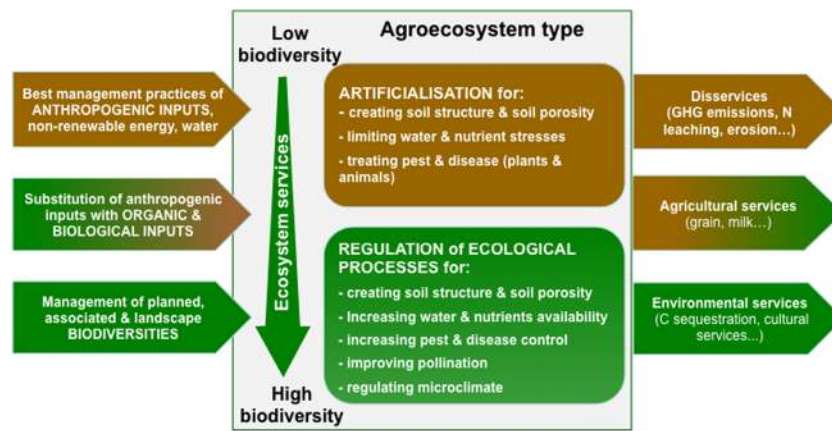 Low
biodiversity
Agroecosystem type
Best management practices of
ANTHROPOGENIC INPUTS,
non-renewable energy, water
Substitution of anthropogenic
inputs with ORGANIC &
BIOLOGICAL INPUTS
Management of planned,
associated & landscape
BIODIVERSITIES
Ecosystem services
ARTIFICIALISATION for:
- creating soil structure & soil porosity
- limiting water & nutrient stresses
- treating pest & disease (plants &
animals)
REGULATION of ECOLOGICAL
PROCESSES for:
- creating soil structure & soil porosity
- Increasing water & nutrients availability
- increasing pest & disease control
- improving pollination
- regulating microclimate
High
biodiversity
Disservices
(GHG emissions, N
leaching, erosion…)
Agricultural services
(grain, milk…)
Environmental services
(C sequestration, cultural
services...)